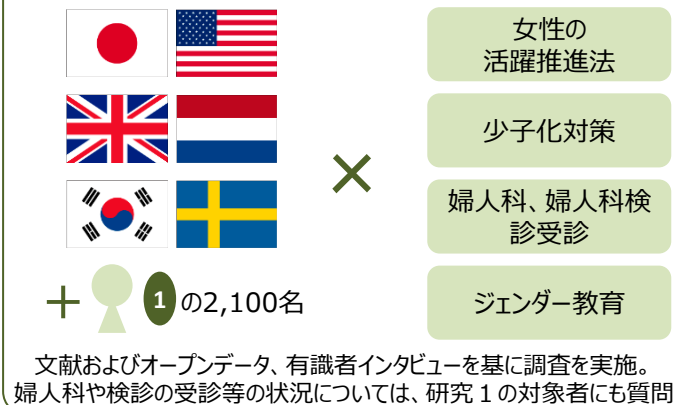 女性の
活躍推進法
少子化対策
婦人科、婦人科検
診受診
ジェンダー教育
×
＋ 1 の2,100名
文献およびオープンデータ、有識者インタビューを基に調査を実施。
婦人科や検診の受診等の状況については、研究１の対象者にも質問